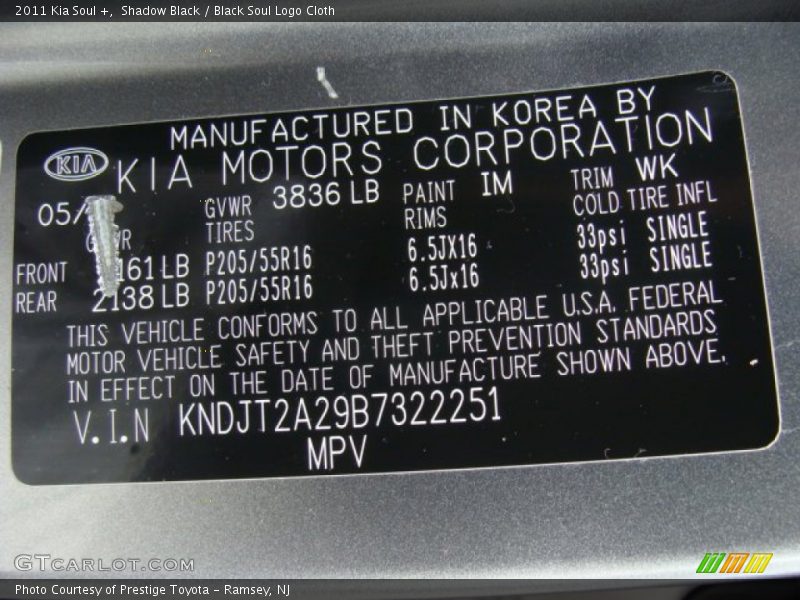 2011 Kia Soul +,  Shadow Black / Black Soul Logo Cloth
MANUFACTURED IN KOREA BY
KIA KIA MOTORS CORPORATION
05/ GVWR 3836 LB PAINT IM TRIM WK
TIRES RIMS COLD TIRE INFL
FRONT 161 LB P205/55R16 6.5JX16 33psi SINGLE
REAR 2138 LB P205/55R16 6.5Jx16 33psi SINGLE
THIS VEHICLE CONFORMS TO ALL APPLICABLE U.S.A. FEDERAL
MOTOR VEHICLE SAFETY AND THEFT PREVENTION STANDARDS
IN EFFECT ON THE DATE OF MANUFACTURE SHOWN ABOVE.
V.I.N KNDJT2A29B7322251
MPV
GTCARLOT.COM
Photo Courtesy of Prestige Toyota - Ramsey, NJ